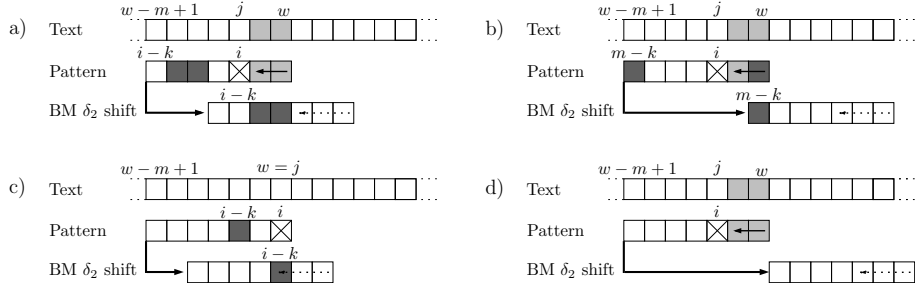 a)
w − m + 1 j w
Text
i − k i
Pattern
i − k
BM δ₂ shift
b)
w − m + 1 j w
Text
m − k i
Pattern
m − k
BM δ₂ shift
c)
w − m + 1 w = j
Text
i − k i
Pattern
i − k
BM δ₂ shift
d)
w − m + 1 j w
Text
i
Pattern
BM δ₂ shift